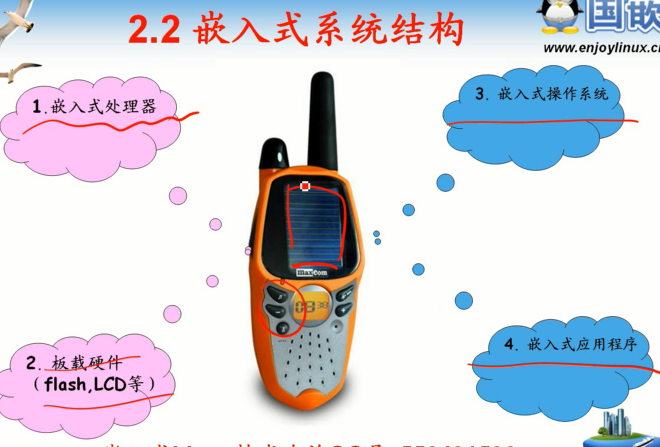 2.2 嵌入式系统结构
国嵌
www.enjoylinux.c
1.嵌入式处理器
3. 嵌入式操作系统
maxcom
08 38
2. 板载硬件
（flash,LCD等）
4. 嵌入式应用程序